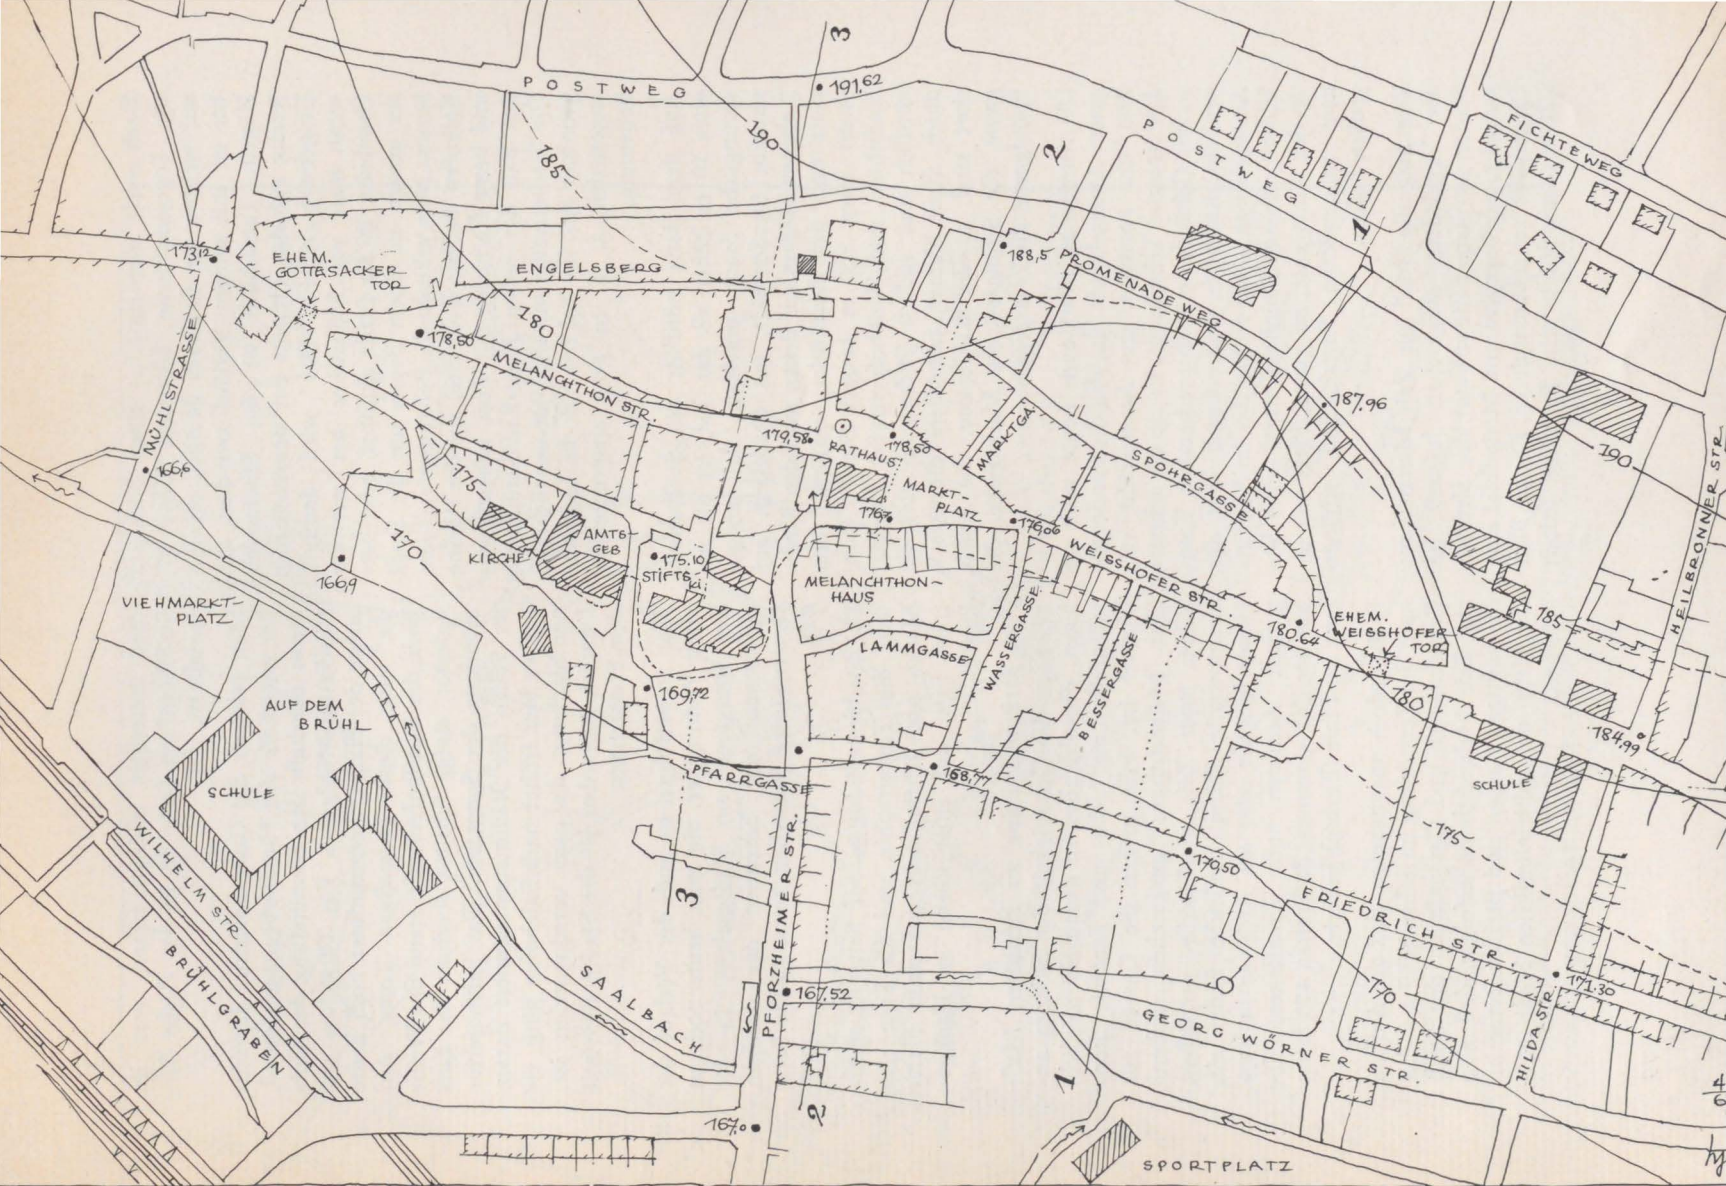 3
POSTWEG
191,62
190
185
2
POSTWEG
FICHTEWEG
1
173,12
EHEM.
GOTTESACKER
TOR
ENGELSBERG
188,5
PROMENADE WEG
180
178,50
MELANCHTHON STR.
MÜHLSTRASSE
187.96
179,58
RATHAUS
178,50
MARKTGA.
SPOHRGASSE
190
HEILBRONNER STR.
166,6
175
MARKT-
PLATZ
176,06
170
KIRCHE
AMTS-
GEB
175.10
STIFTS
KI
WEISSHOFER STR.
166,9
MELANCHTHON-
HAUS
VIEHMARKT-
PLATZ
LAMMGASSE
WASSERGASSE
BESSERGASSE
180.64
EHEM.
WEISSHOFER
TOR
185
169,72
180
AUF DEM
BRÜHL
184,99
SCHULE
PFARRGASSE
168,77
SCHULE
175
WILHELM STR.
PFORZHEIMER STR.
170,50
3
FRIEDRICH STR.
BRÜHLGRABEN
SAALBACH
167,52
170
171.30
GEORG WÖRNER STR.
HILDA STR.
1
2
167.0
SPORTPLATZ
4
6